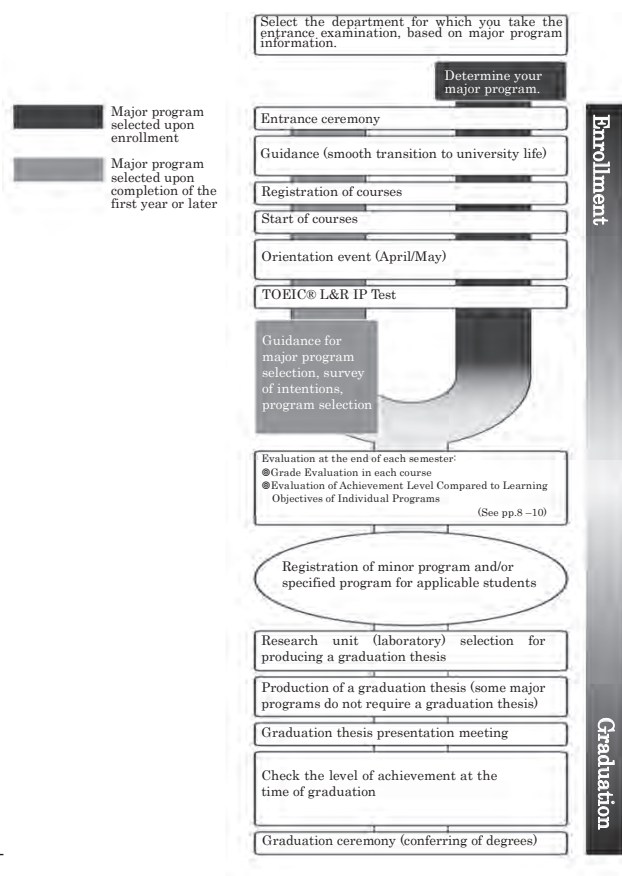 Select the department for which you take the
entrance examination, based on major program
information.
Determine your
major program.
Major program
selected upon
enrollment
Major program
selected upon
completion of the
first year or later
Entrance ceremony
Guidance (smooth transition to university life)
Registration of courses
Start of courses
Orientation event (April/May)
TOEIC® L&R IP Test
Guidance for
major program
selection, survey
of intentions,
program selection
Evaluation at the end of each semester:
◎Grade Evaluation in each course
◎Evaluation of Achievement Level Compared to Learning
Objectives of Individual Programs
(See pp.8 –10)
Registration of minor program and/or
specified program for applicable students
Research unit (laboratory) selection for
producing a graduation thesis
Production of a graduation thesis (some major
programs do not require a graduation thesis)
Graduation thesis presentation meeting
Check the level of achievement at the
time of graduation
Graduation ceremony (conferring of degrees)
Enrollment
Graduation